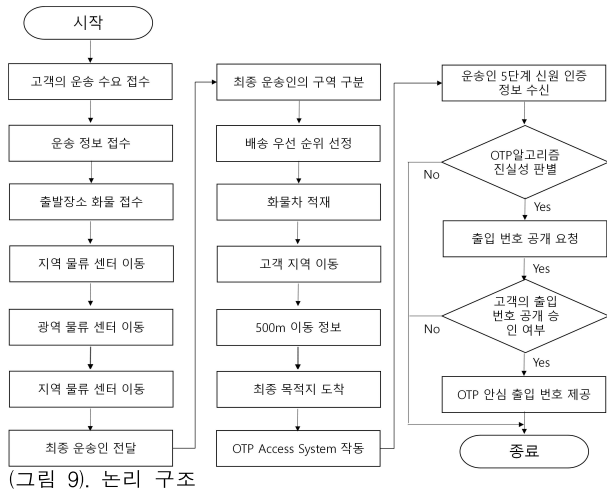 시작
고객의 운송 수요 접수
운송 정보 접수
출발장소 화물 접수
지역 물류 센터 이동
광역 물류 센터 이동
지역 물류 센터 이동
최종 운송인 전달
최종 운송인의 구역 구분
배송 우선 순위 선정
화물차 적재
고객 지역 이동
500m 이동 정보
최종 목적지 도착
OTP Access System 작동
운송인 5단계 신원 인증
정보 수신
OTP알고리즘
진실성 판별
No
Yes
출입 번호 공개 요청
Yes
고객의 출입
번호 공개 승
인 여부
No
Yes
OTP 안심 출입 번호 제공
종료
(그림 9). 논리 구조